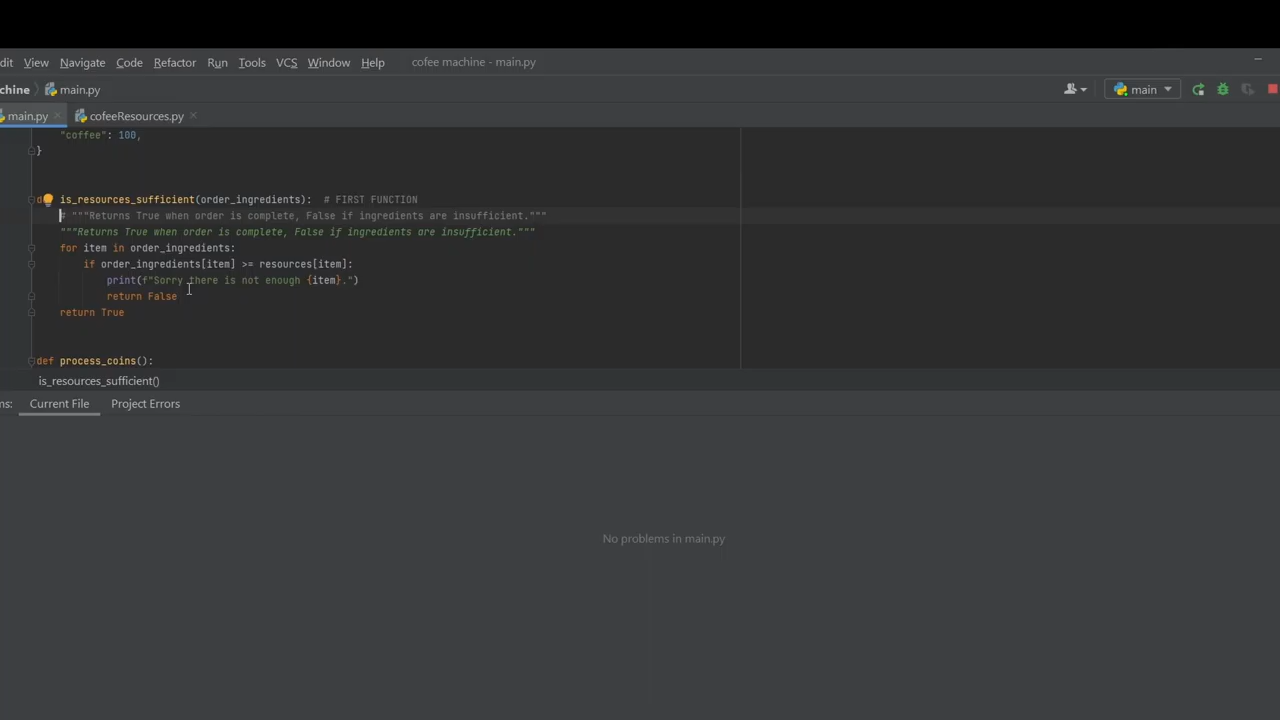 dit View Navigate Code Refactor Run Tools VCS Window Help cofee machine - main.py
chine main.py main
main.py cofeeResources.py
"coffee": 100,
}
d is_resources_sufficient(order_ingredients): # FIRST FUNCTION
# """Returns True when order is complete, False if ingredients are insufficient."""
"""Returns True when order is complete, False if ingredients are insufficient."""
for item in order_ingredients:
if order_ingredients[item] >= resources[item]:
print(f"Sorry there is not enough {item}.")
return False
return True
def process_coins():
is_resources_sufficient()
ms: Current File Project Errors
No problems in main.py